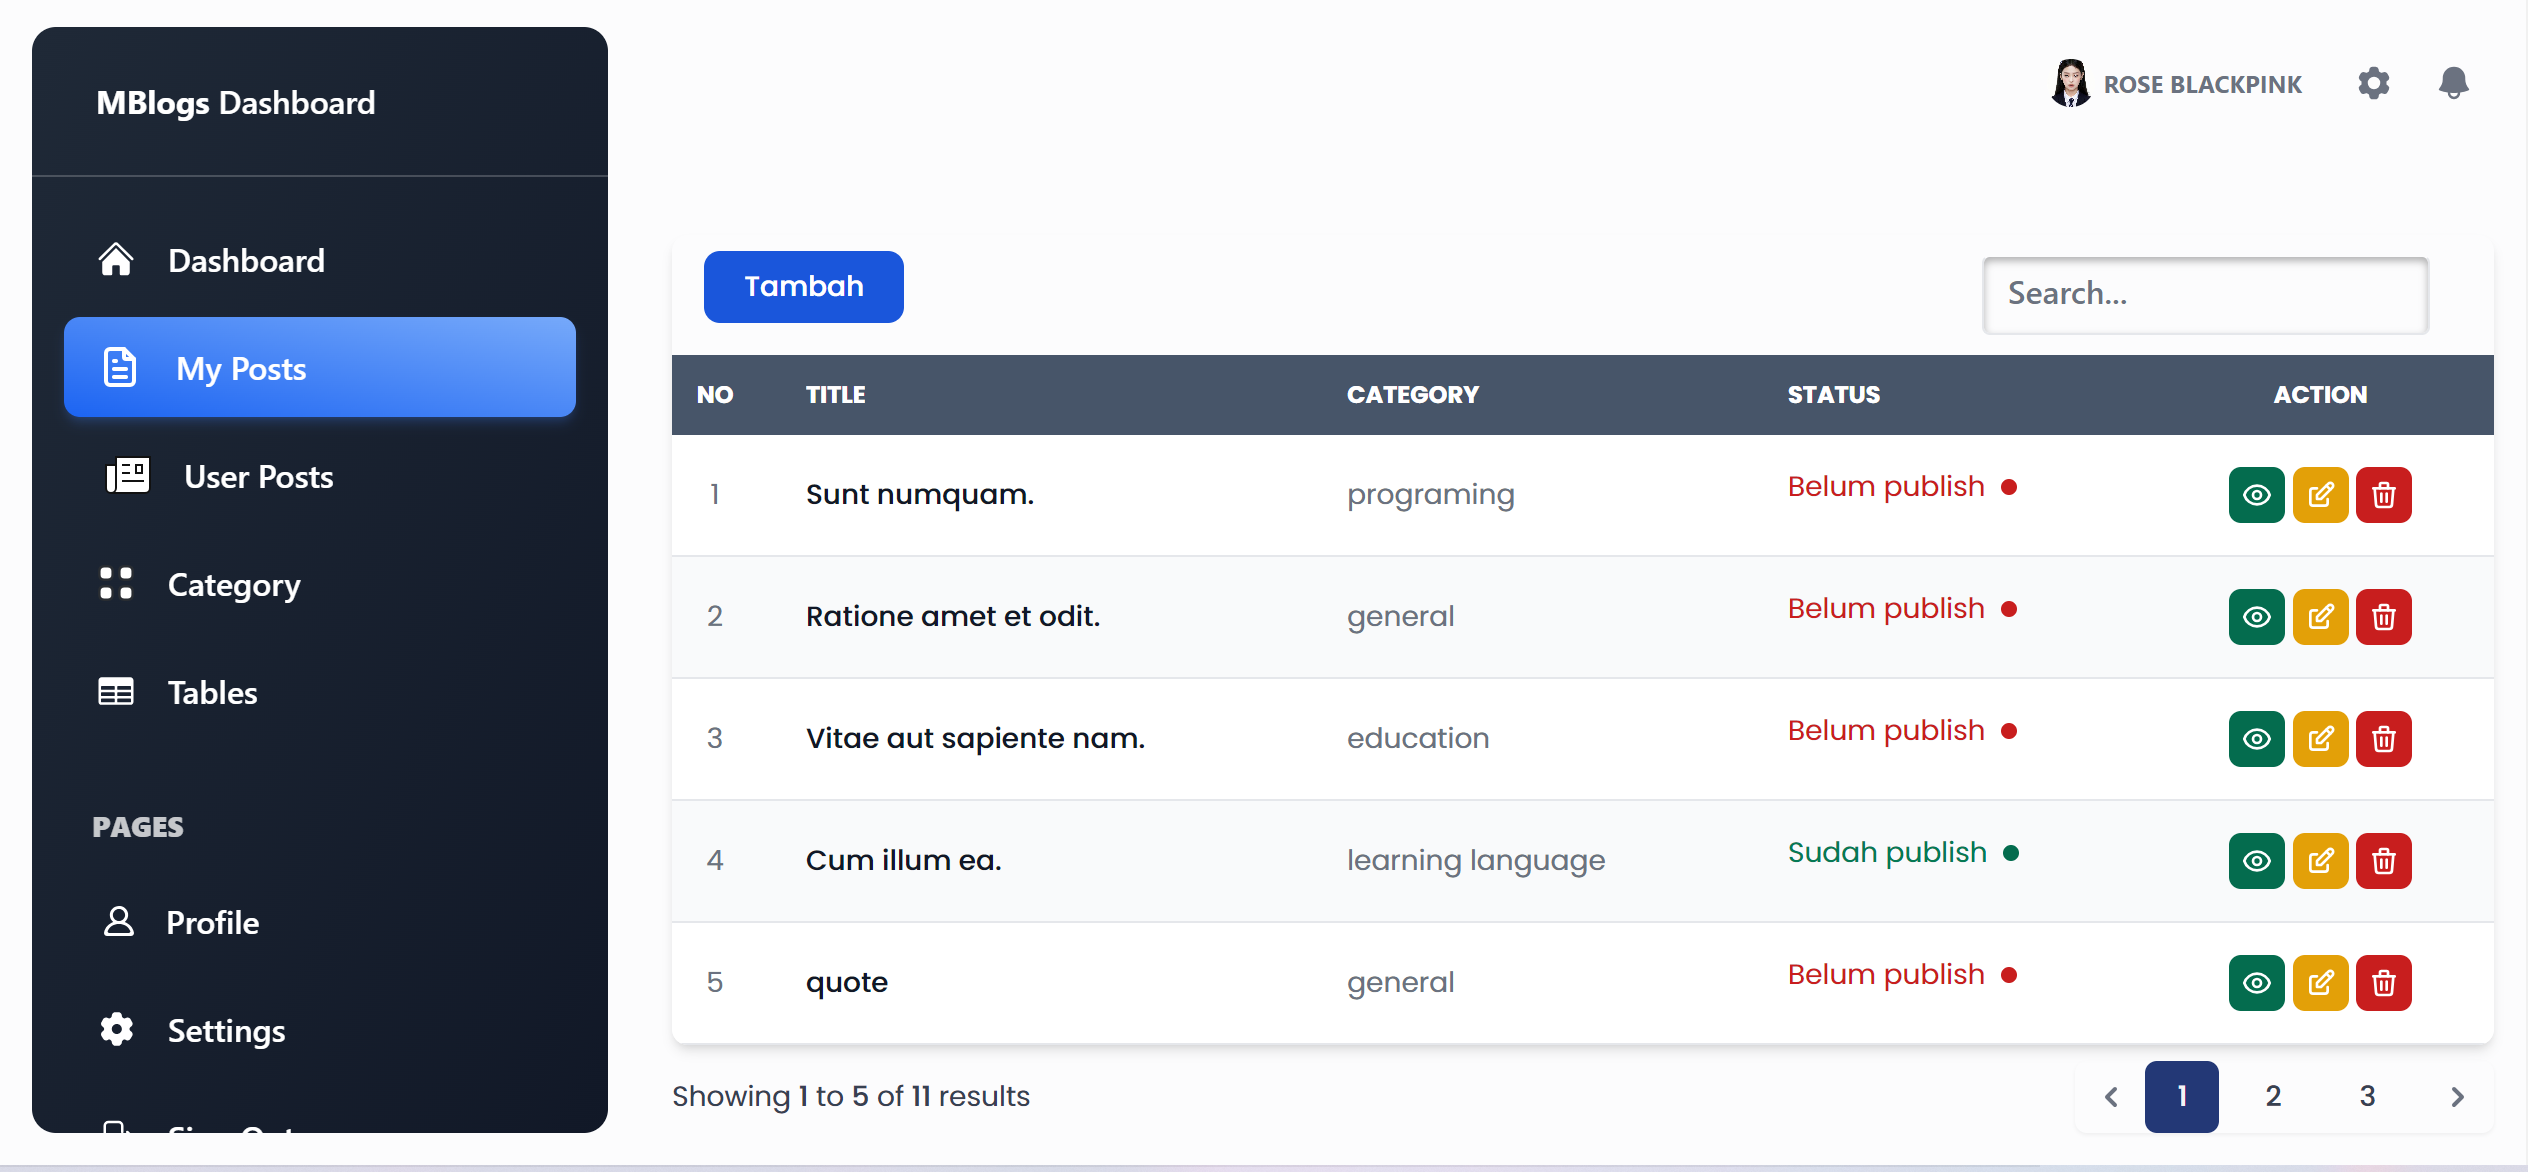 MBlogs Dashboard
ROSE BLACKPINK
Dashboard
My Posts
User Posts
Category
Tables
PAGES
Profile
Settings
Sign Out
Tambah
Search...
NO TITLE CATEGORY STATUS ACTION
1 Sunt numquam. programing Belum publish
2 Ratione amet et odit. general Belum publish
3 Vitae aut sapiente nam. education Belum publish
4 Cum illum ea. learning language Sudah publish
5 quote general Belum publish
Showing 1 to 5 of 11 results
1 2 3